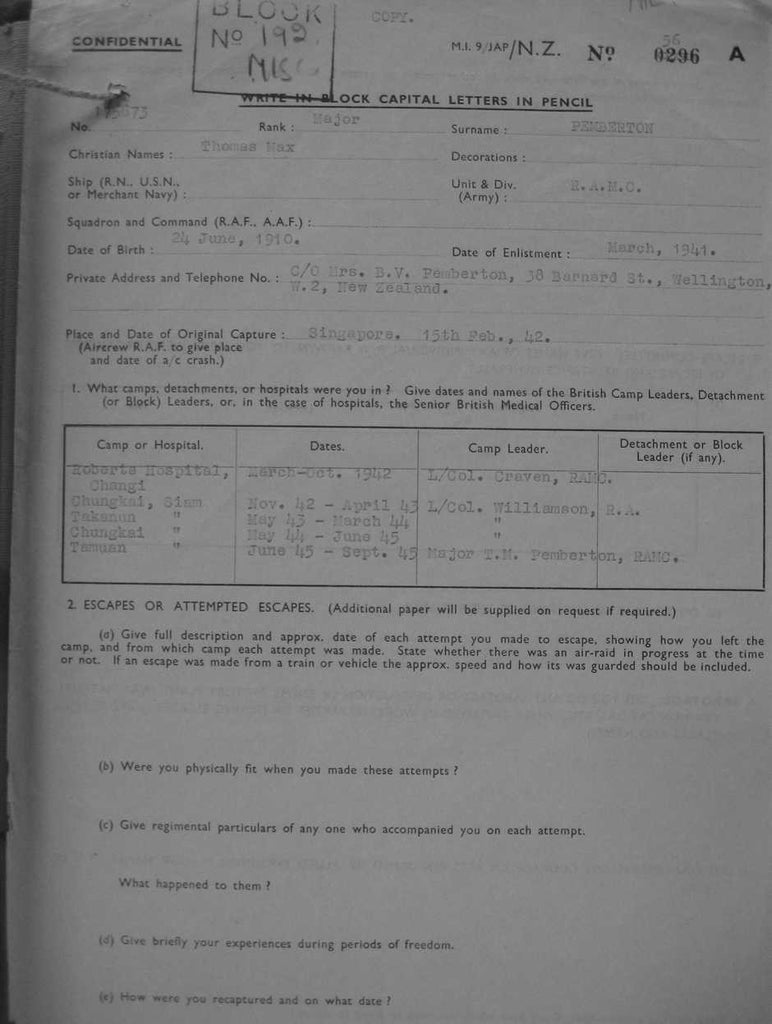 BLOCK
Nº 192
MISC
COPY.
CONFIDENTIAL
M.I. 9/JAP/N.Z. Nº 0296 A
56
WRITE IN BLOCK CAPITAL LETTERS IN PENCIL
No. Rank : Major Surname : PEMBERTON
Christian Names : Thomas Max Decorations :
Ship (R.N., U.S.N., or Merchant Navy) : Unit & Div. (Army) : R.A.M.C.
Squadron and Command (R.A.F., A.A.F.) :
Date of Birth : 24 June, 1910. Date of Enlistment : March, 1941.
Private Address and Telephone No. : C/O Mrs. B.V. Pemberton, 38 Barnard St., Wellington,
W.2, New Zealand.
Place and Date of Original Capture : Singapore. 15th Feb., 42.
(Aircrew R.A.F. to give place
and date of a/c crash.)
1. What camps, detachments, or hospitals were you in ? Give dates and names of the British Camp Leaders, Detachment
(or Block) Leaders, or, in the case of hospitals, the Senior British Medical Officers.
Camp or Hospital. Dates. Camp Leader. Detachment or Block Leader (if any).
Roberts Hospital, March-Oct. 1942 L/Col. Craven, RAMC.
Changi
Chungkai, Siam Nov. 42 - April 43 L/Col. Williamson, R.A.
Takanun " May 43 - March 44 "
Chungkai " May 44 - June 45 "
Tamuan " June 45 - Sept. 45 Major T.M. Pemberton, RAMC.
2. ESCAPES OR ATTEMPTED ESCAPES. (Additional paper will be supplied on request if required.)
(a) Give full description and approx. date of each attempt you made to escape, showing how you left the
camp, and from which camp each attempt was made. State whether there was an air-raid in progress at the time
or not. If an escape was made from a train or vehicle the approx. speed and how its was guarded should be included.
(b) Were you physically fit when you made these attempts ?
(c) Give regimental particulars of any one who accompanied you on each attempt.
What happened to them ?
(d) Give briefly your experiences during periods of freedom.
(e) How were you recaptured and on what date ?